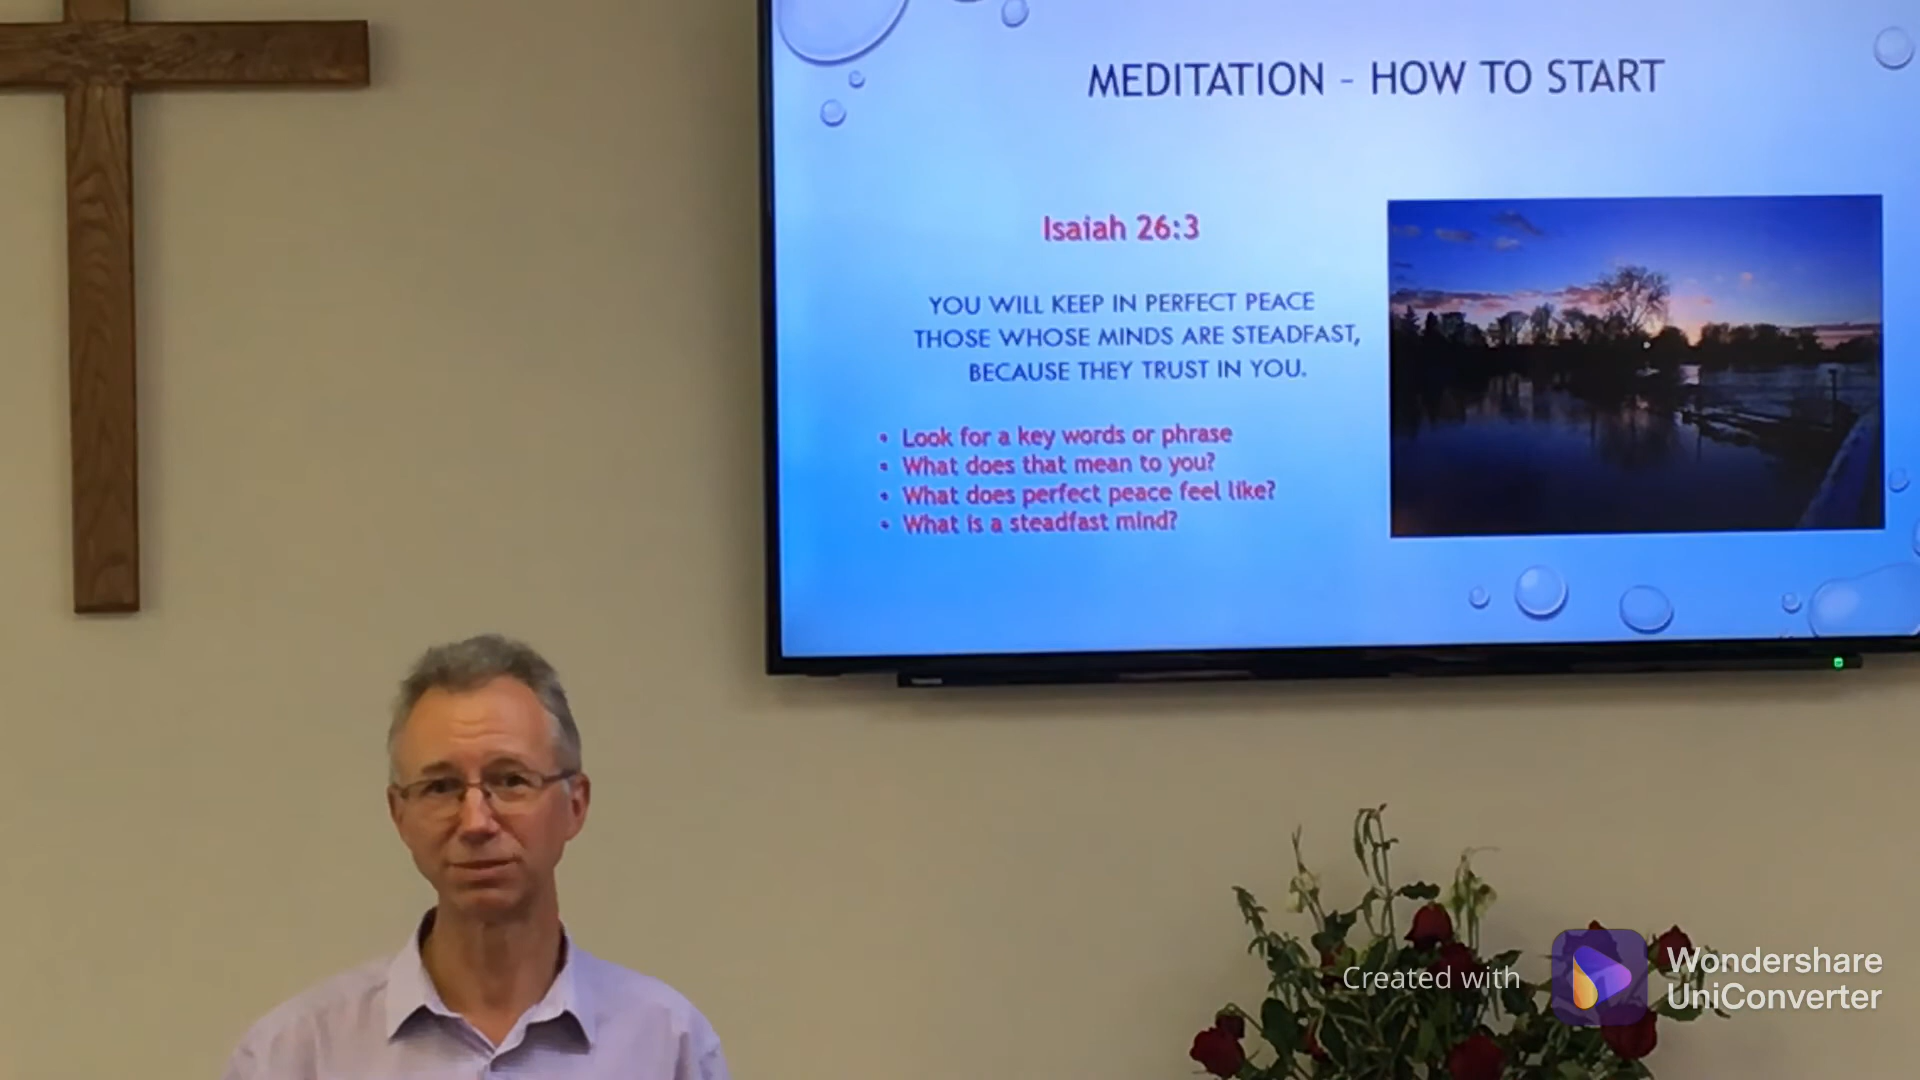 MEDITATION – HOW TO START
Isaiah 26:3
YOU WILL KEEP IN PERFECT PEACE
THOSE WHOSE MINDS ARE STEADFAST,
BECAUSE THEY TRUST IN YOU.
• Look for a key words or phrase
• What does that mean to you?
• What does perfect peace feel like?
• What is a steadfast mind?
Created with
Wondershare
UniConverter